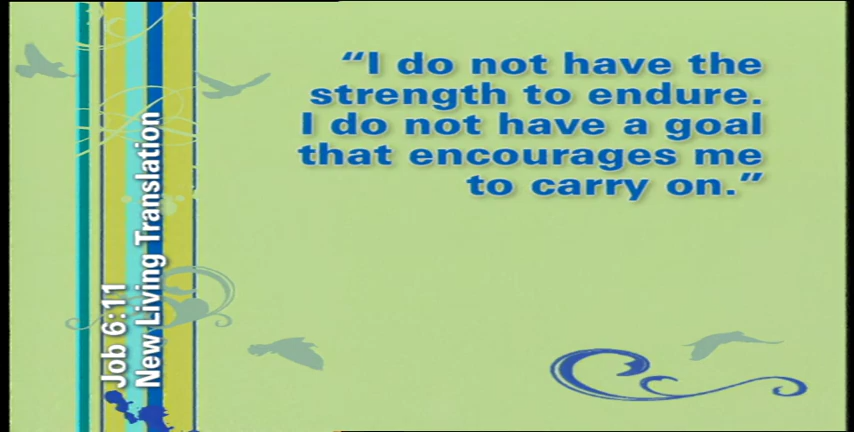 “I do not have the
strength to endure.
I do not have a goal
that encourages me
to carry on.”
Job 6:11
New Living Translation